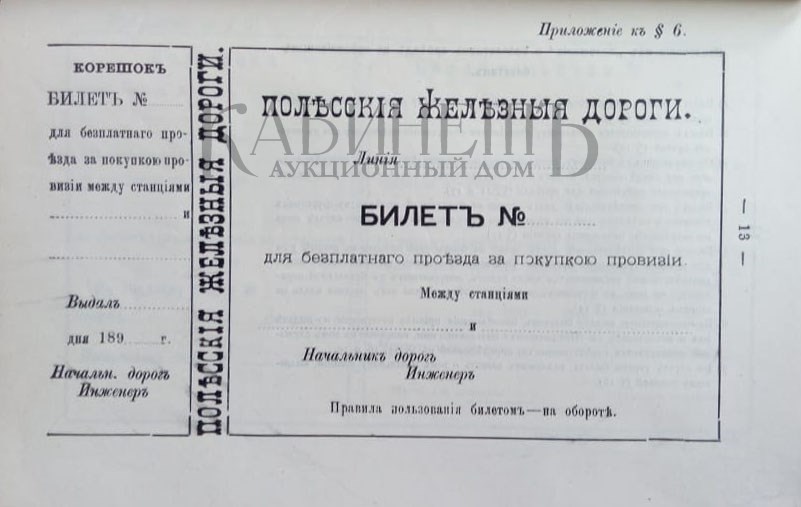 Приложеніе къ § 6.
КОРЕШОКЪ
БИЛЕТЪ №
для безплатнаго про-
ѣзда за покупкою про-
визіи между станціями
и
Выдалъ
дня 189 г.
Начальн. дорогъ
Инженеръ
ПОЛѢССКІЯ ЖЕЛѢЗНЫЯ ДОРОГИ.
ПОЛѢССКІЯ ЖЕЛѢЗНЫЯ ДОРОГИ.
КАБИНЕТЪ
АУКЦИОННЫЙ ДОМ
Линія
БИЛЕТЪ №
для безплатнаго проѣзда за покупкою провизіи.
Между станціями
и
Начальникъ дорогъ
Инженеръ
Правила пользованія билетомъ—на оборотѣ.
— 13 —